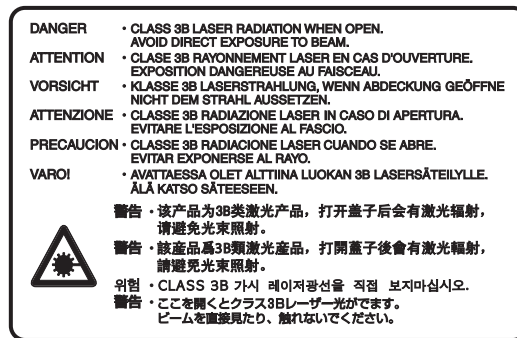 DANGER · CLASS 3B LASER RADIATION WHEN OPEN.
AVOID DIRECT EXPOSURE TO BEAM.
ATTENTION · CLASE 3B RAYONNEMENT LASER EN CAS D'OUVERTURE.
EXPOSITION DANGEREUSE AU FAISCEAU.
VORSICHT · KLASSE 3B LASERSTRAHLUNG, WENN ABDECKUNG GEÖFFNE
NICHT DEM STRAHL AUSSETZEN.
ATTENZIONE · CLASSE 3B RADIAZIONE LASER IN CASO DI APERTURA.
EVITARE L'ESPOSIZIONE AL FASCIO.
PRECAUCION · CLASSE 3B RADIACIONE LASER CUANDO SE ABRE.
EVITAR EXPONERSE AL RAYO.
VARO! · AVATTAESSA OLET ALTTIINA LUOKAN 3B LASERSÄTEILYLLE.
ÄLÄ KATSO SÄTEESEEN.
警告 · 该产品为3B类激光产品，打开盖子后会有激光辐射，
请避免光束照射。
警告 · 該産品爲3B類激光産品，打開蓋子後會有激光輻射，
請避免光束照射。
위험 · CLASS 3B 가시 레이저광선을 직접 보지마십시오.
警告 · ここを開くとクラス3Bレーザー光がでます。
ビームを直接見たり、触れないでください。